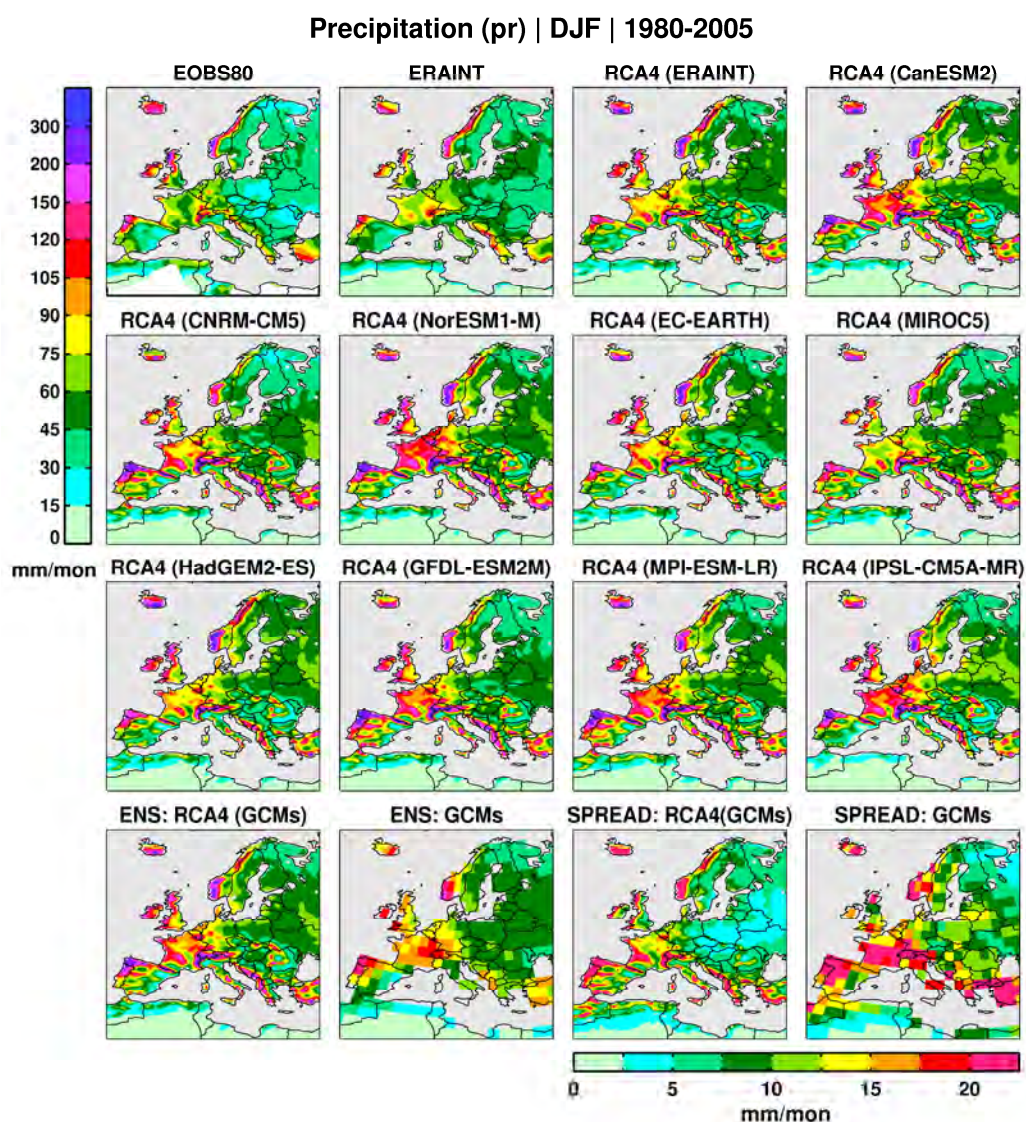 Precipitation (pr) | DJF | 1980-2005
EOBS80
ERAINT
RCA4 (ERAINT)
RCA4 (CanESM2)
300
200
150
120
105
90
75
60
45
30
15
0
mm/mon
RCA4 (CNRM-CM5)
RCA4 (NorESM1-M)
RCA4 (EC-EARTH)
RCA4 (MIROC5)
RCA4 (HadGEM2-ES)
RCA4 (GFDL-ESM2M)
RCA4 (MPI-ESM-LR)
RCA4 (IPSL-CM5A-MR)
ENS: RCA4 (GCMs)
ENS: GCMs
SPREAD: RCA4(GCMs)
SPREAD: GCMs
0 5 10 15 20
mm/mon